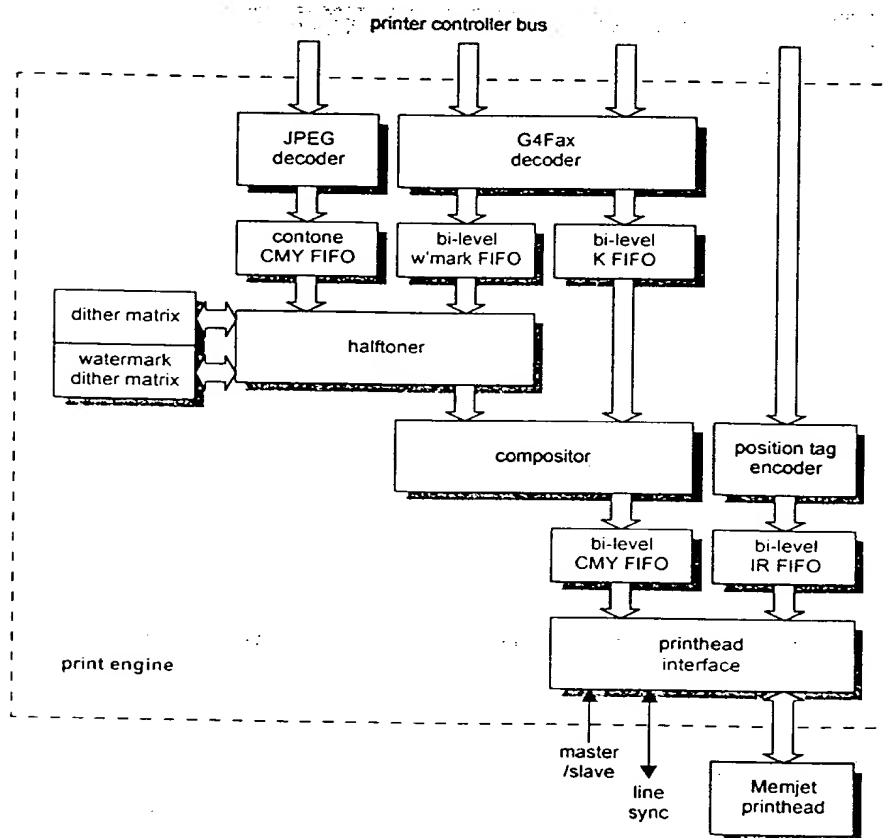 printer controller bus
JPEG
decoder
G4Fax
decoder
contone
CMY FIFO
bi-level
w'mark FIFO
bi-level
K FIFO
dither matrix
watermark
dither matrix
halftoner
compositor
position tag
encoder
bi-level
CMY FIFO
bi-level
IR FIFO
printhead
interface
print engine
master
/slave
line
sync
Memjet
printhead